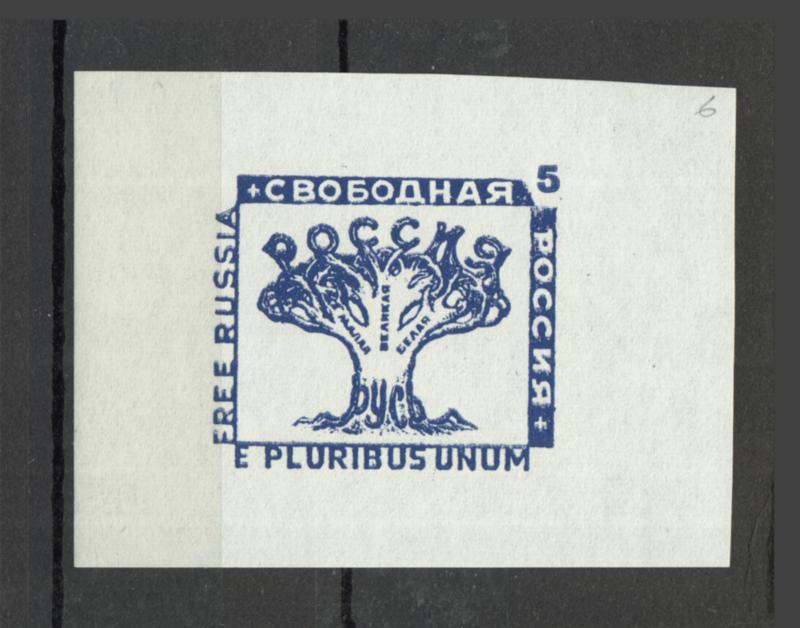 6
+СВОБОДНАЯ
5
РОССИЯ+
FREE RUSSIA
РОССИЯ
МАЛАЯ
ВЕЛИКАЯ
БЕЛАЯ
РУСЬ
E PLURIBUS UNUM